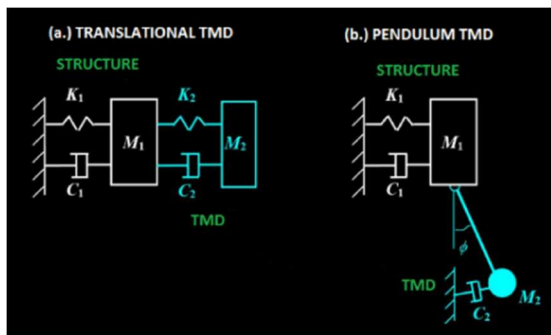 (a.) TRANSLATIONAL TMD
STRUCTURE
K₁ K₂
M₁ M₂
C₁ C₂
TMD
(b.) PENDULUM TMD
STRUCTURE
K₁
M₁
C₁
ϕ
TMD
M₂
C₂